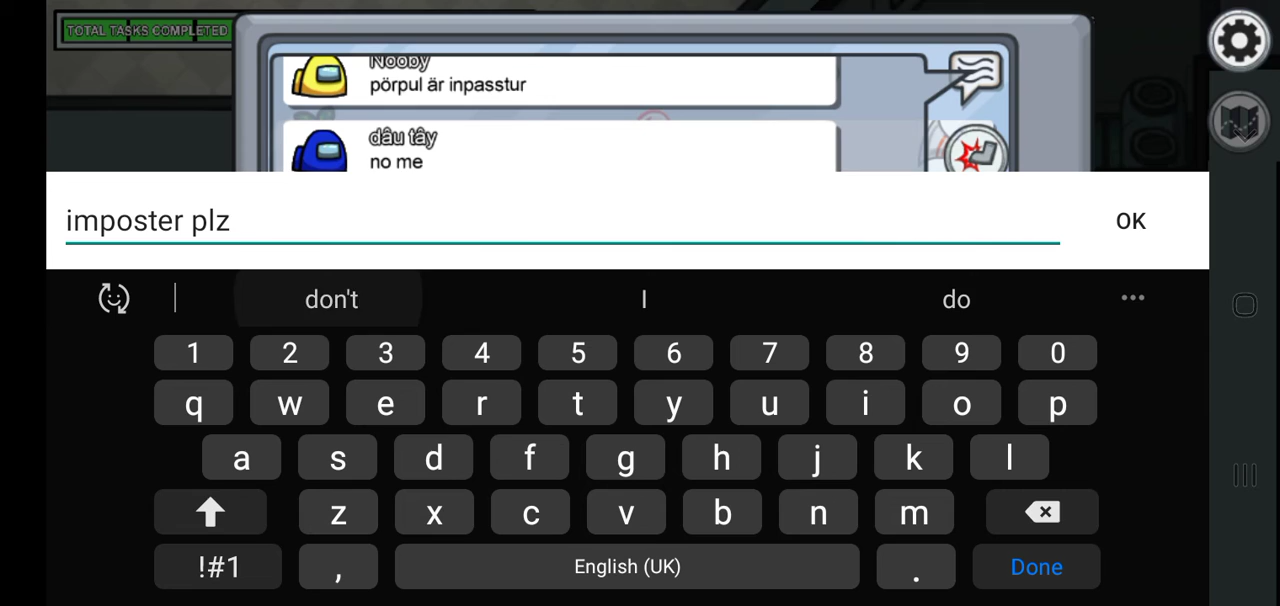 TOTAL TASKS COMPLETED
Nooby
pörpul är inpasstur
dâu tây
no me
imposter plz
OK
don't
I
do
1 2 3 4 5 6 7 8 9 0
q w e r t y u i o p
a s d f g h j k l
z x c v b n m
!#1 , English (UK) . Done